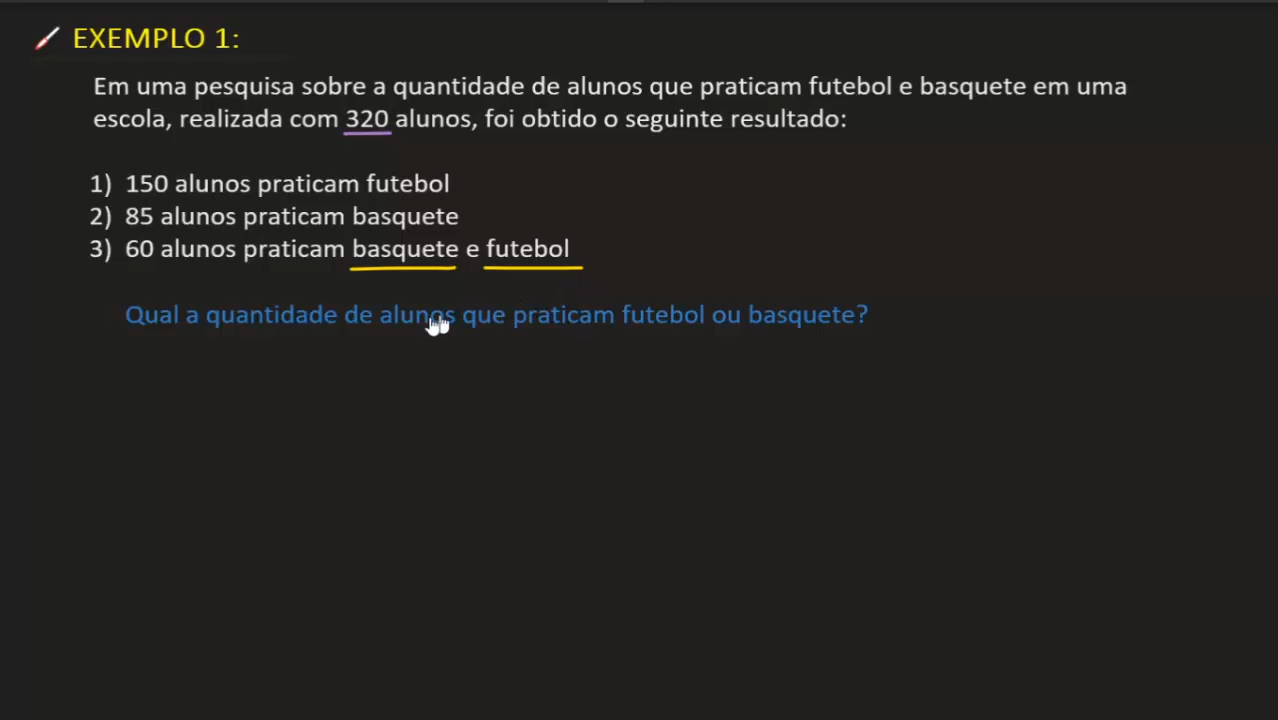 EXEMPLO 1:
Em uma pesquisa sobre a quantidade de alunos que praticam futebol e basquete em uma
escola, realizada com 320 alunos, foi obtido o seguinte resultado:
1) 150 alunos praticam futebol
2) 85 alunos praticam basquete
3) 60 alunos praticam basquete e futebol
Qual a quantidade de alunos que praticam futebol ou basquete?